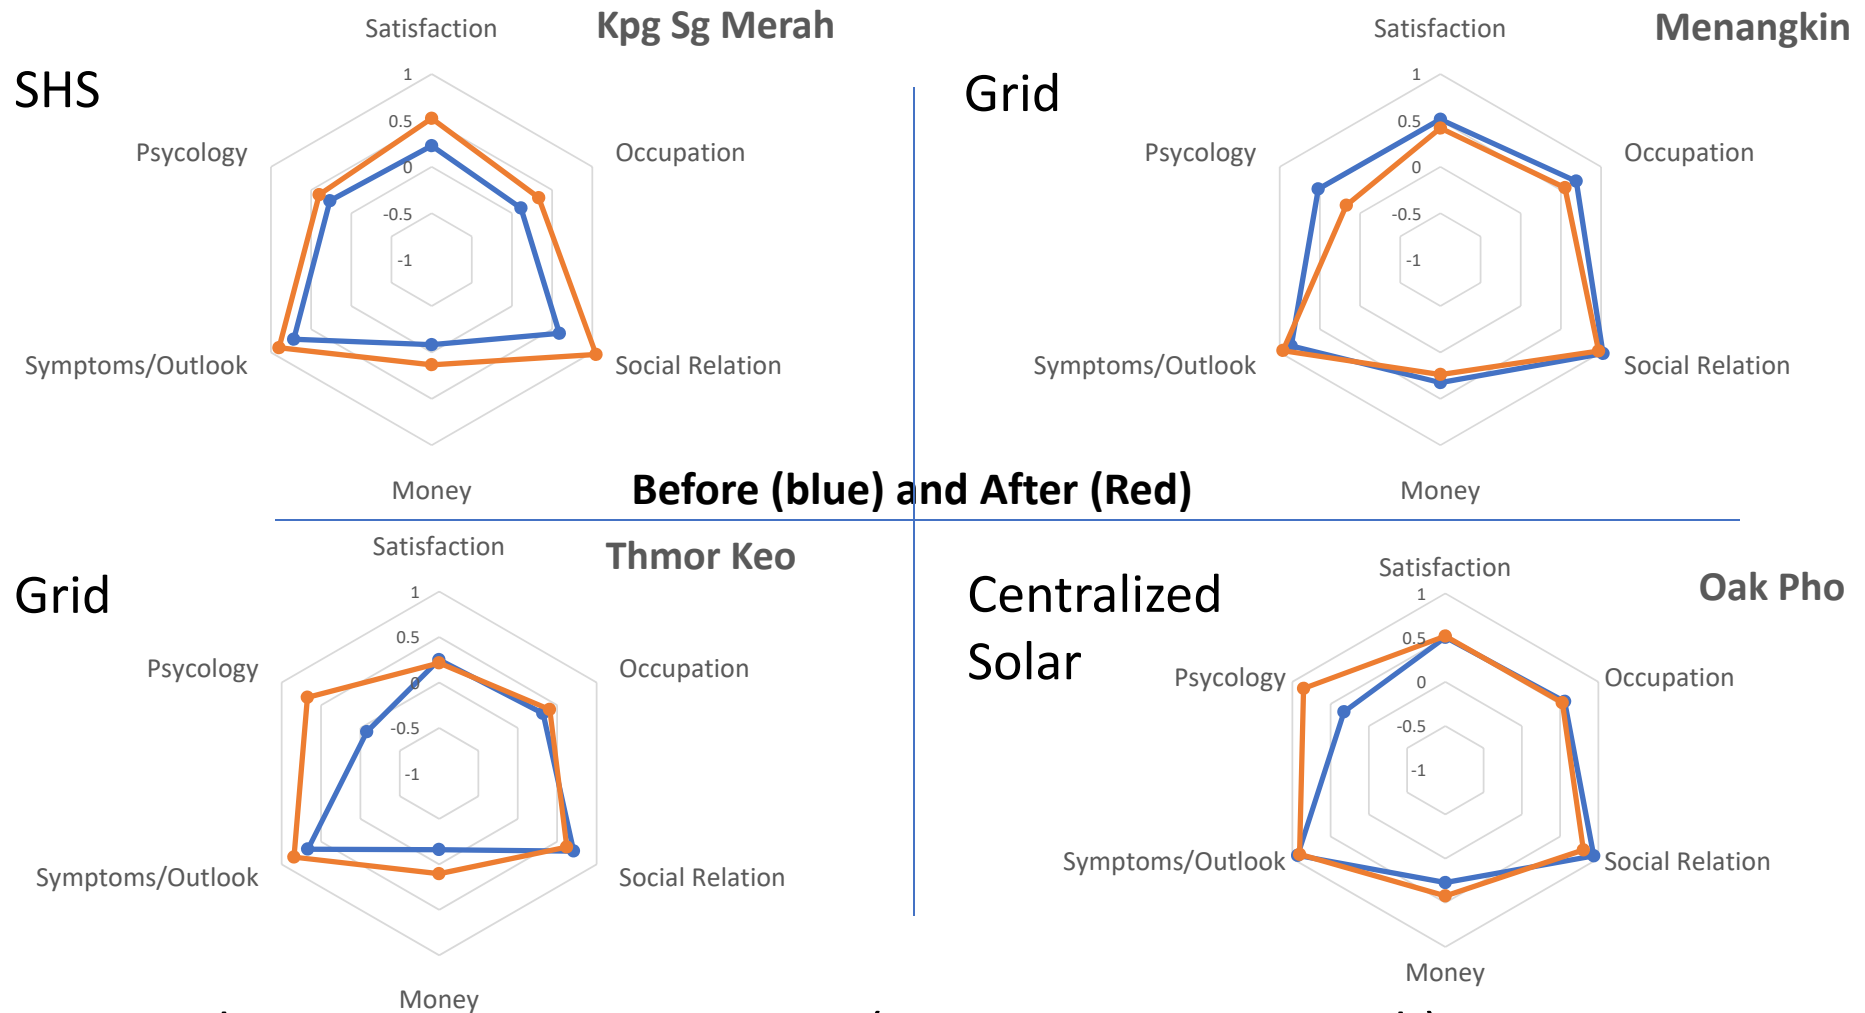 Kpg Sg Merah
SHS
Satisfaction
Occupation
Social Relation
Money
Symptoms/Outlook
Psycology
1
0.5
0
-0.5
-1
Menangkin
Grid
Satisfaction
Occupation
Social Relation
Money
Symptoms/Outlook
Psycology
1
0.5
0
-0.5
-1
Before (blue) and After (Red)
Thmor Keo
Grid
Satisfaction
Occupation
Social Relation
Money
Symptoms/Outlook
Psycology
1
0.5
0
-0.5
-1
Oak Pho
Centralized
Solar
Satisfaction
Occupation
Social Relation
Money
Symptoms/Outlook
Psycology
1
0.5
0
-0.5
-1